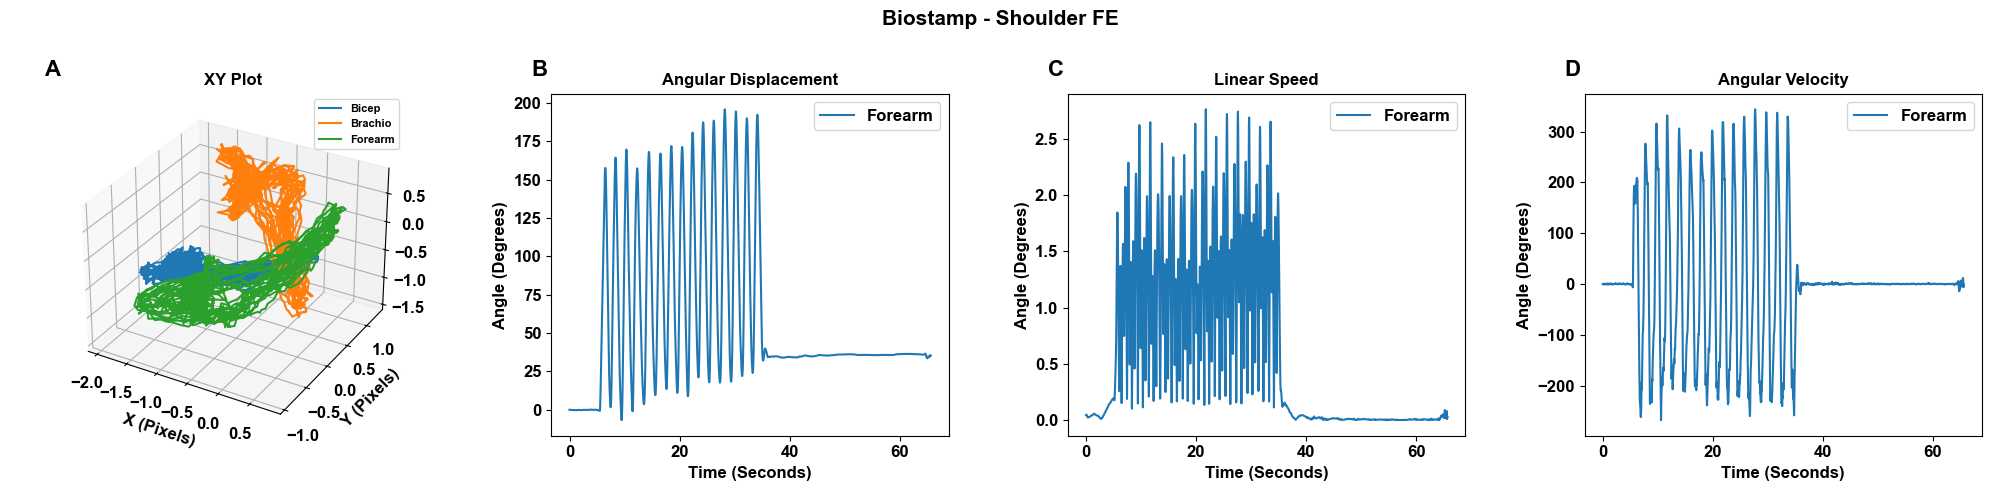 Biostamp - Shoulder FE
A
XY Plot
Bicep
Brachio
Forearm
0.5
0.0
−0.5
−1.0
−1.5
1.0
0.5
0.0
−0.5
−1.0
Y (Pixels)
−2.0
−1.5
−1.0
−0.5
0.0
0.5
X (Pixels)
B
Angular Displacement
Forearm
200
175
150
125
100
75
50
25
0
Angle (Degrees)
0 20 40 60
Time (Seconds)
C
Linear Speed
Forearm
2.5
2.0
1.5
1.0
0.5
0.0
Angle (Degrees)
0 20 40 60
Time (Seconds)
D
Angular Velocity
Forearm
300
200
100
0
−100
−200
Angle (Degrees)
0 20 40 60
Time (Seconds)